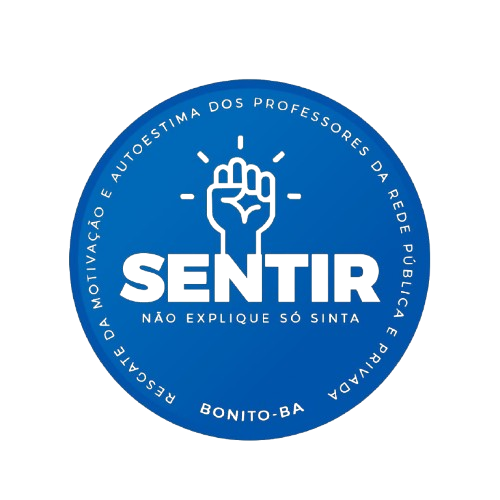 RESGATE DA MOTIVAÇÃO E AUTOESTIMA DOS PROFESSORES DA REDE PÚBLICA E PRIVADA
SENTIR
NÃO EXPLIQUE SÓ SINTA
BONITO-BA